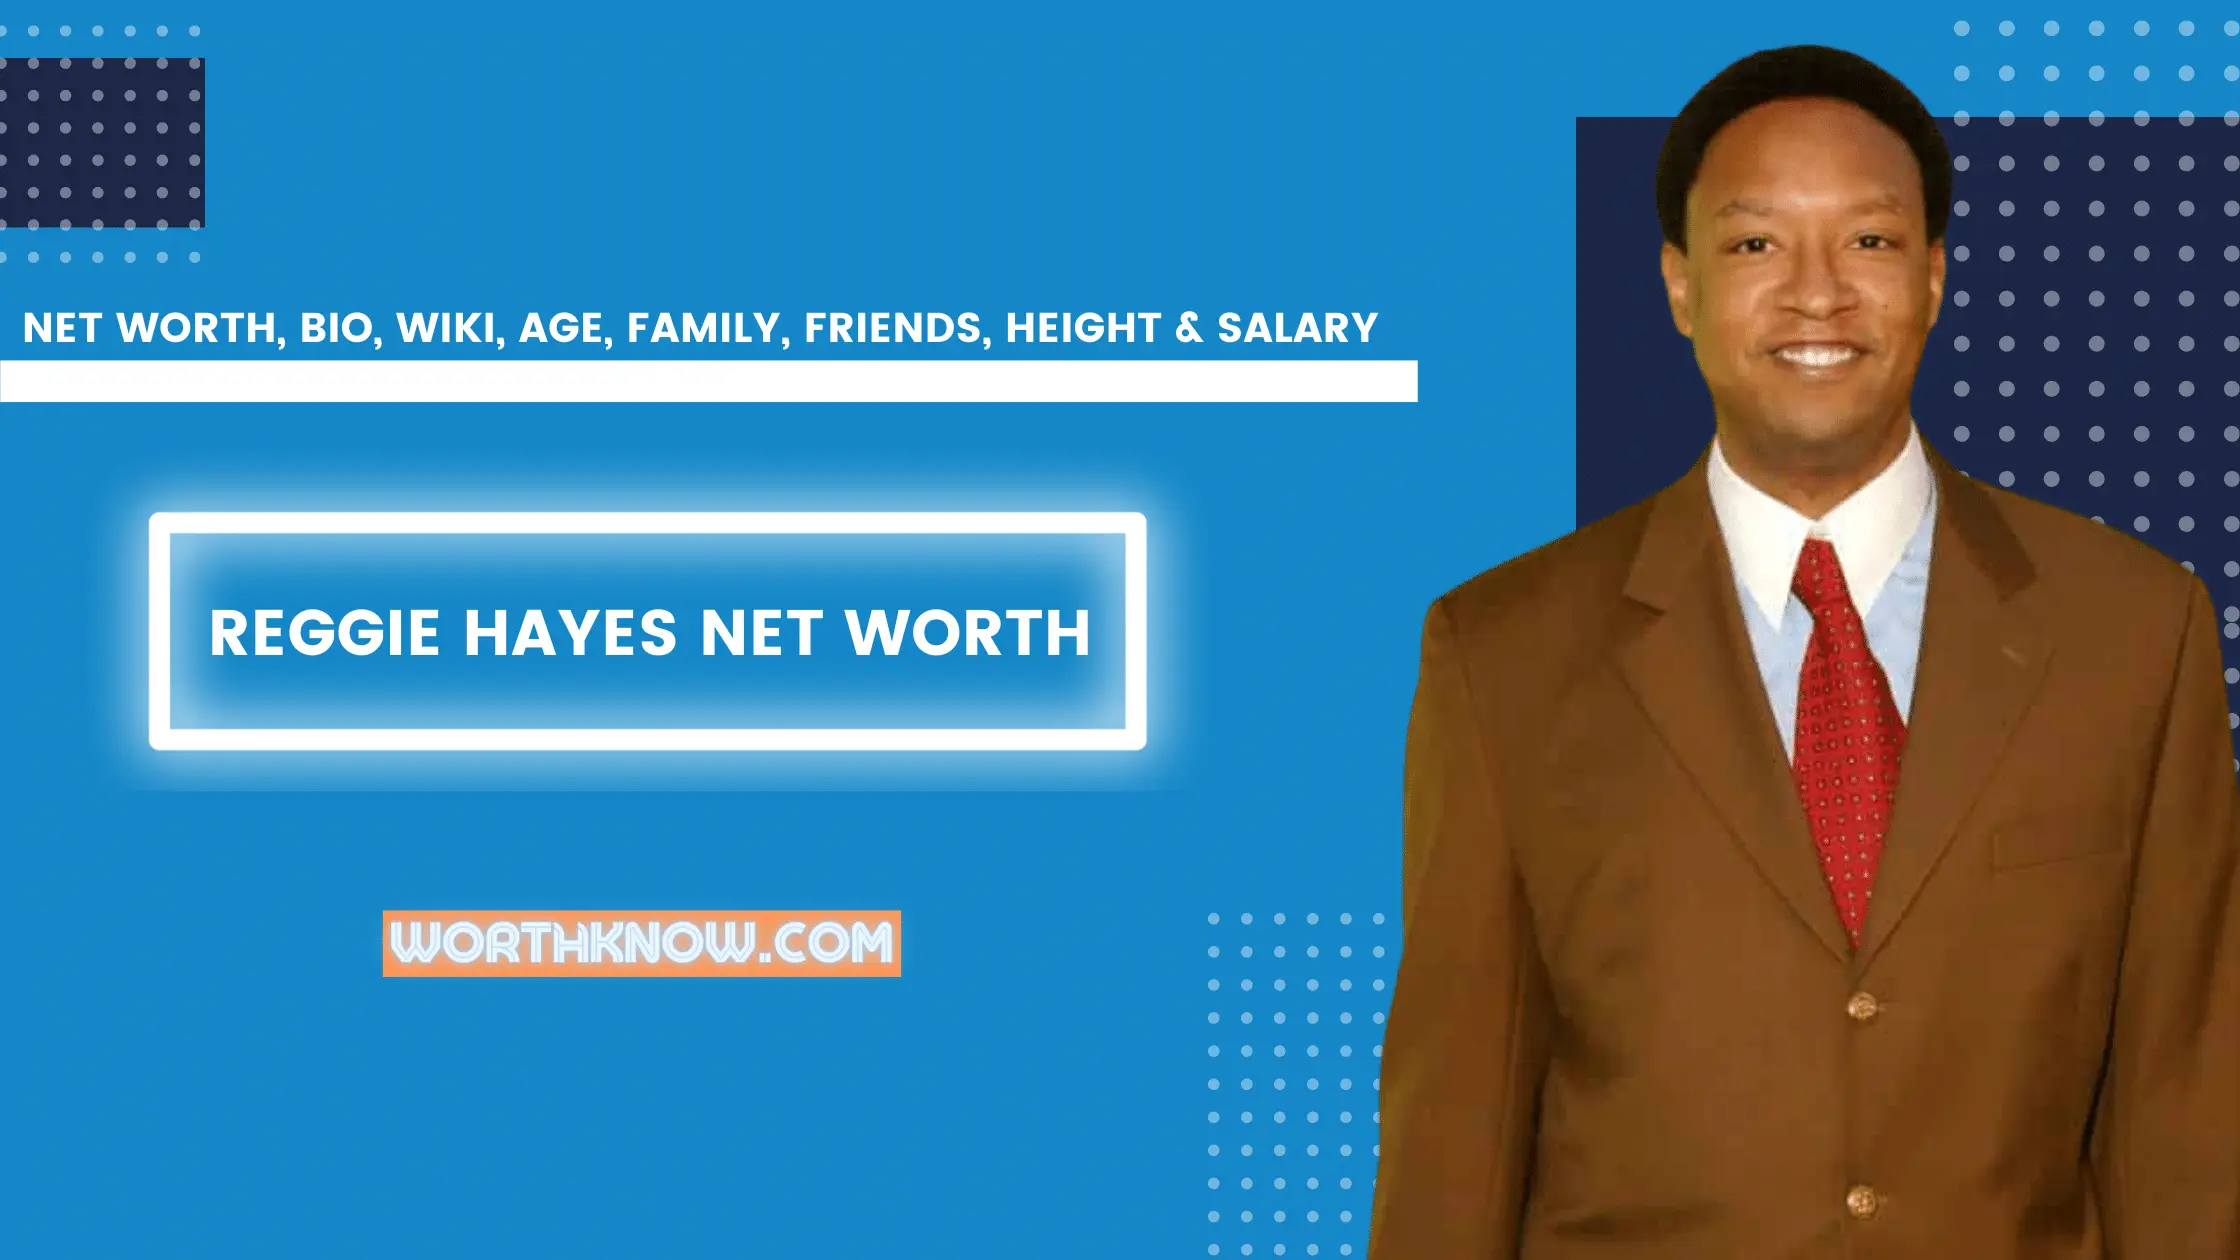 NET WORTH, BIO, WIKI, AGE, FAMILY, FRIENDS, HEIGHT & SALARY
REGGIE HAYES NET WORTH
WORTHKNOW.COM